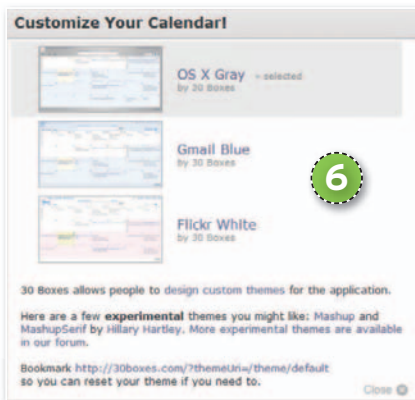 Customize Your Calendar!
OS X Gray - selected
by 30 Boxes
Gmail Blue
by 30 Boxes
6
Flickr White
by 30 Boxes
30 Boxes allows people to design custom themes for the application.
Here are a few experimental themes you might like: Mashup and
MashupSerif by Hillary Hartley. More experimental themes are available
in our forum.
Bookmark http://30boxes.com/?themeUri=/theme/default
so you can reset your theme if you need to.
Close